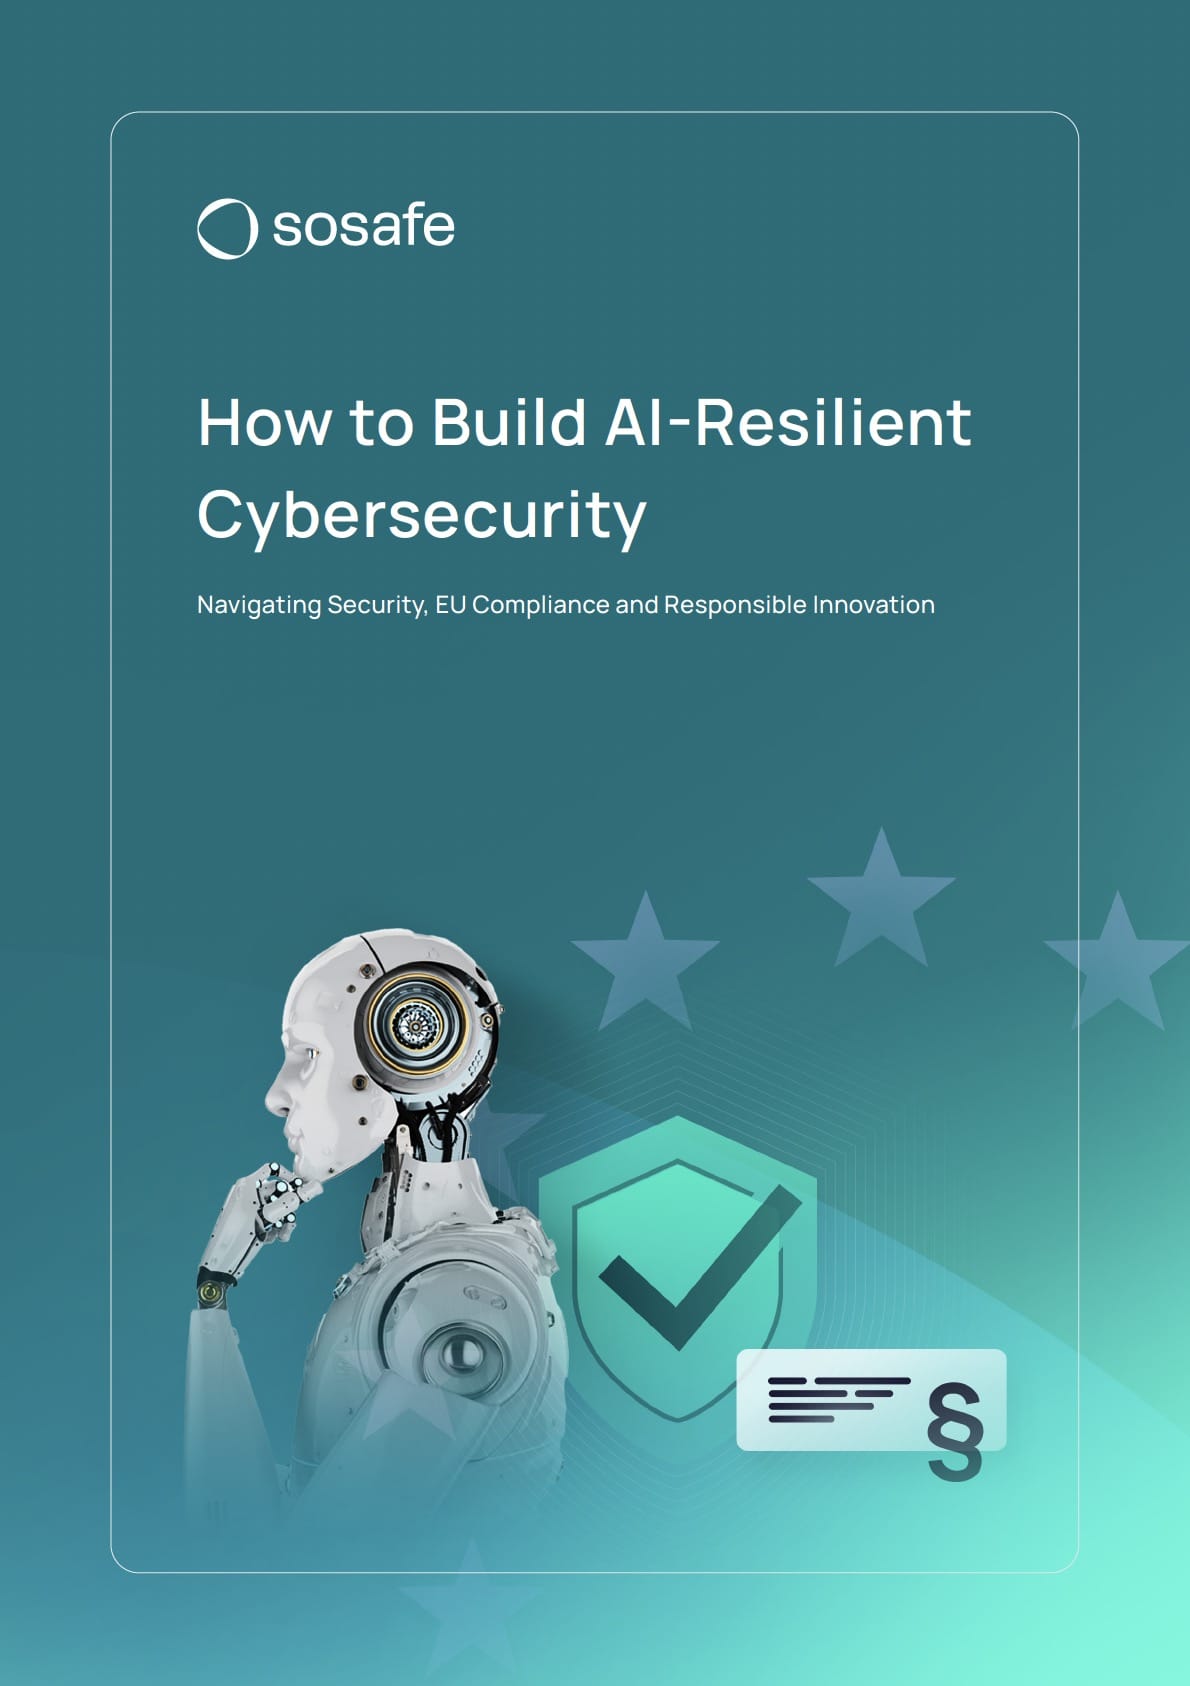 sosafe
How to Build AI-Resilient
Cybersecurity
Navigating Security, EU Compliance and Responsible Innovation
§